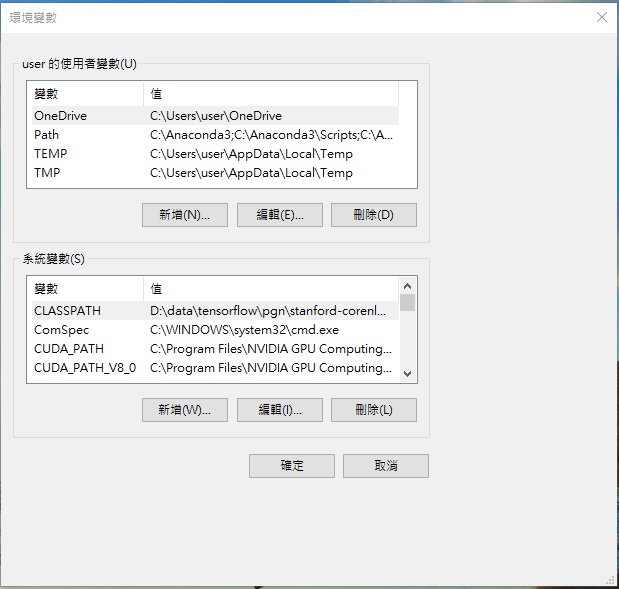 環境變數
user 的使用者變數(U)
變數 值
OneDrive C:\Users\user\OneDrive
Path C:\Anaconda3;C:\Anaconda3\Scripts;C:\A...
TEMP C:\Users\user\AppData\Local\Temp
TMP C:\Users\user\AppData\Local\Temp
新增(N)... 編輯(E)... 刪除(D)
系統變數(S)
變數 值
CLASSPATH D:\data\tensorflow\pgn\stanford-corenl...
ComSpec C:\WINDOWS\system32\cmd.exe
CUDA_PATH C:\Program Files\NVIDIA GPU Computing...
CUDA_PATH_V8_0 C:\Program Files\NVIDIA GPU Computing...
新增(W)... 編輯(I)... 刪除(L)
確定 取消